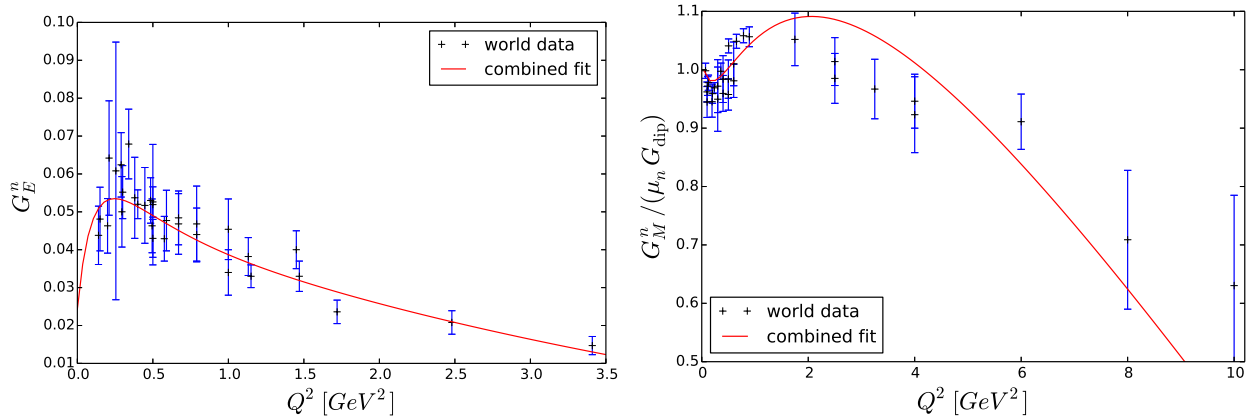 0.10
0.09
0.08
0.07
0.06
0.05
0.04
0.03
0.02
0.01
G_E^n
0.0 0.5 1.0 1.5 2.0 2.5 3.0 3.5
Q^2 [GeV^2]
world data
combined fit
1.1
1.0
0.9
0.8
0.7
0.6
0.5
G_M^n/(μ_n G_dip)
0 2 4 6 8 10
Q^2 [GeV^2]
world data
combined fit